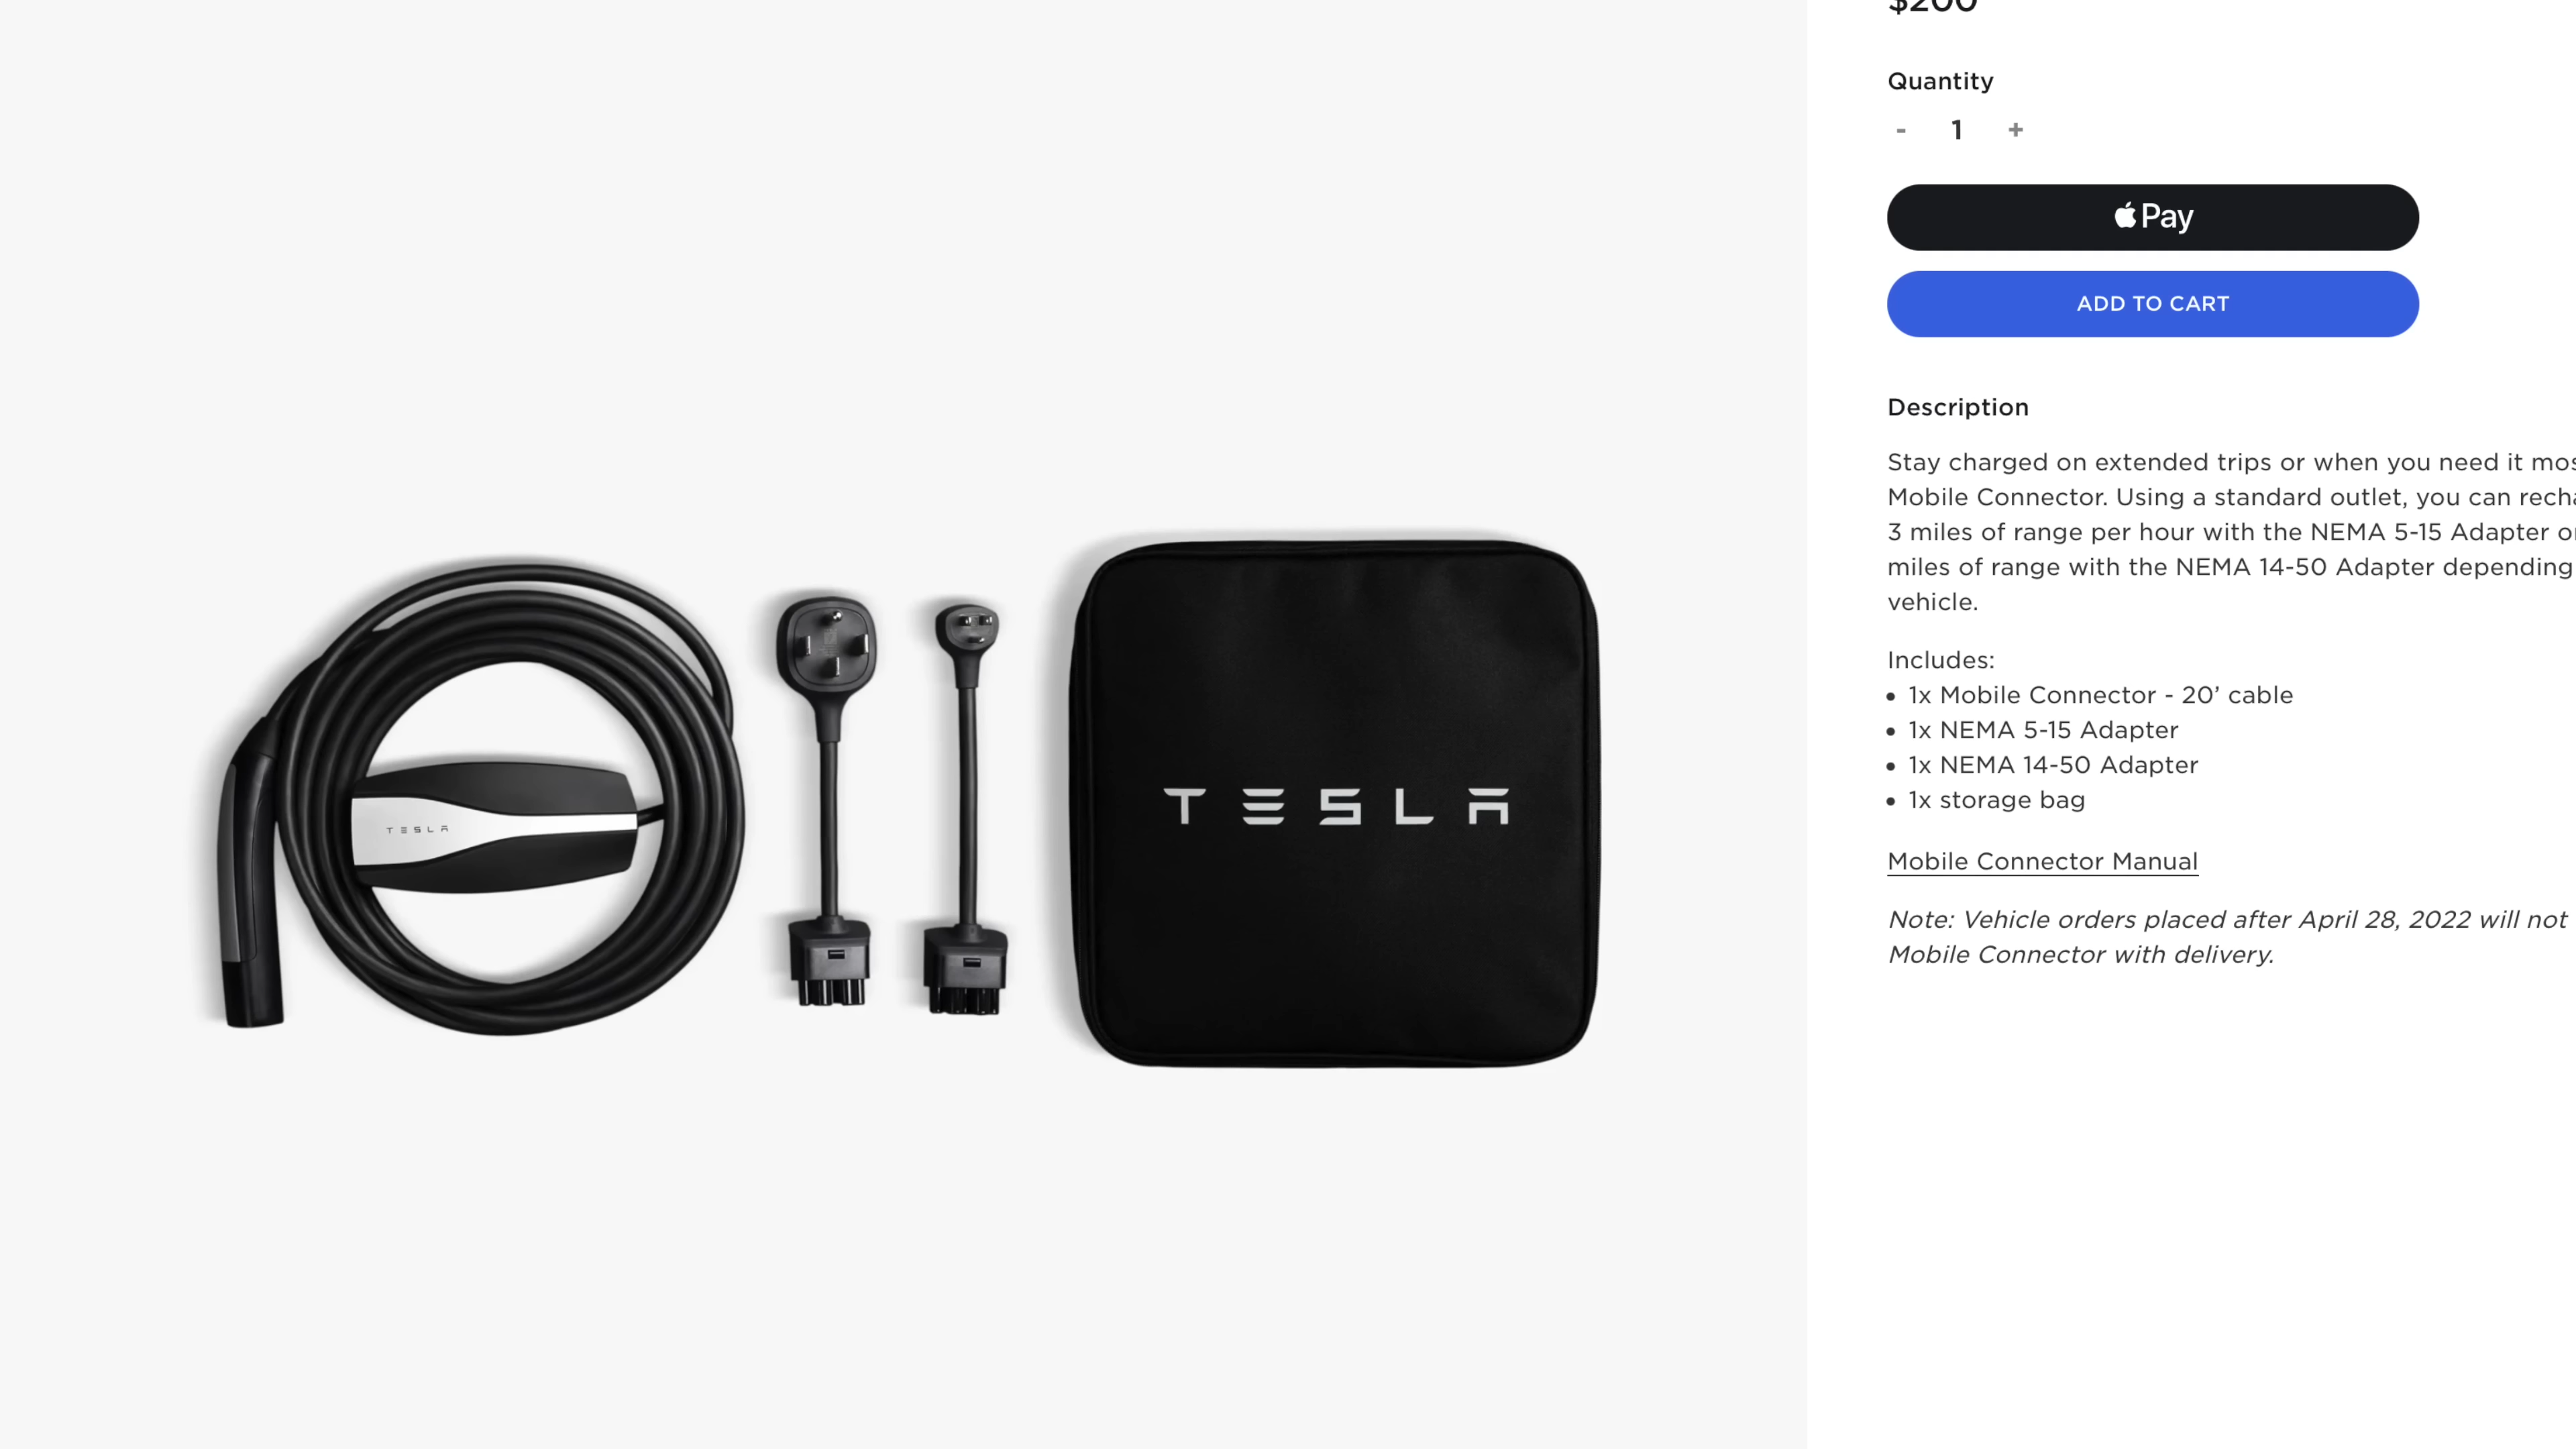 $200
Quantity
- 1 +
Pay
ADD TO CART
Description
Stay charged on extended trips or when you need it
Mobile Connector. Using a standard outlet, you can
3 miles of range per hour with the NEMA 5-15 Adapter
miles of range with the NEMA 14-50 Adapter depending
vehicle.
Includes:
• 1x Mobile Connector - 20’ cable
• 1x NEMA 5-15 Adapter
• 1x NEMA 14-50 Adapter
• 1x storage bag
Mobile Connector Manual
Note: Vehicle orders placed after April 28, 2022 will not
Mobile Connector with delivery.
TESLA
TESLA